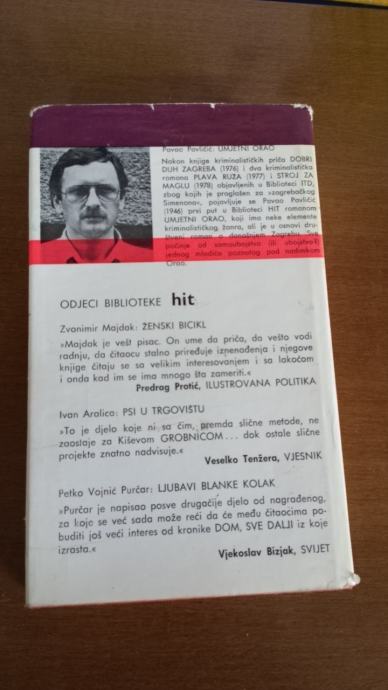 Pavao Pavličić: UMJETNI ORAO
Nakon knjige kriminalističkih priča DOBRI
DUH ZAGREBA (1976) i dva kriminalistička
romana PLAVA RUŽA (1977) i STROJ ZA
MAGLU (1978) objavljenih u Biblioteci ITD,
zbog kojih je proglašen za »zagrebačkog
Simenona«, pojavljuje se Pavao Pavličić
(1946) prvi put u Biblioteci HIT romanom
UMJETNI ORAO, koji ima neke elemente
kriminalističkog žanra, ali je u osnovi dru-
štveni roman o današnjem Zagrebu. Sve
počinje od samoubojstva (ili ubojstva?)
jednog mladića poznatog pod nadimkom
Orao.
ODJECI BIBLIOTEKE hit
Zvonimir Majdak: ŽENSKI BICIKL
»Majdak je vešt pisac. On ume da priča, da vešto vodi
radnju, da čitaocu stalno priređuje iznenađenja i njegove
knjige čitaju se sa velikim interesovanjem i sa lakoćom
i onda kad im se ima mnogo šta zameriti.«
Predrag Protić, ILUSTROVANA POLITIKA
Ivan Aralica: PSI U TRGOVIŠTU
»To je djelo koje ni sa čim, premda slične metode, ne
zaostaje za Kiševom GROBNICOM... dok ostale slične
projekte znatno nadvisuje.«
Veselko Tenžera, VJESNIK
Petko Vojnić Purčar: LJUBAVI BLANKE KOLAK
»Purčar je napisao posve drugačije djelo od nagrađenog,
za koje se već sada može reći da će među čitaocima po-
buditi još veći interes od kronike DOM, SVE DALJI iz koje
izrasta.«
Vjekoslav Bizjak, SVIJET